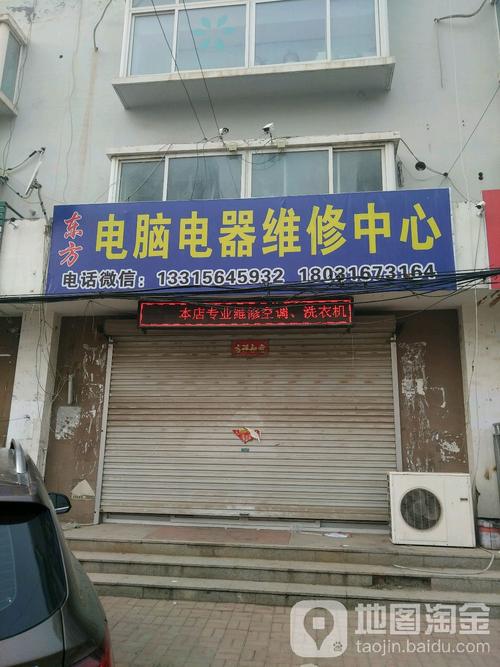 东方 电脑电器维修中心
电话微信：13315645932 18031673164
本店专业维修空调、洗衣机
地图淘金
taojin.baidu.com